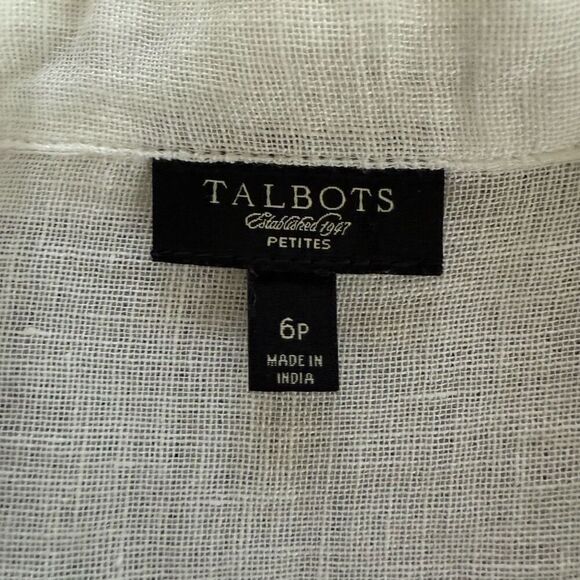 TALBOTS
Established 1947
PETITES
6P
MADE IN
INDIA